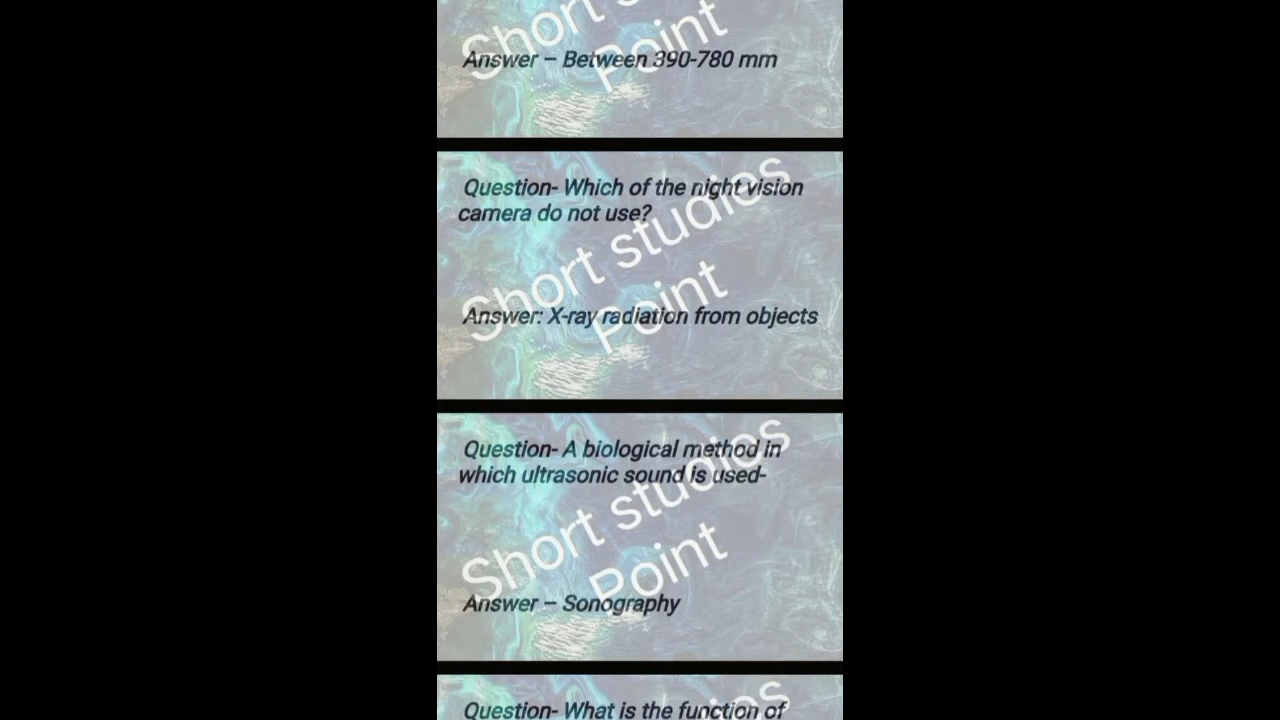 Short s
Point
Answer – Between 390-780 mm
Question- Which of the night vision
camera do not use?
Short studies
Point
Answer: X-ray radiation from objects
Question- A biological method in
which ultrasonic sound is used-
Short studies
Point
Answer – Sonography
Question- What is the function of
ies